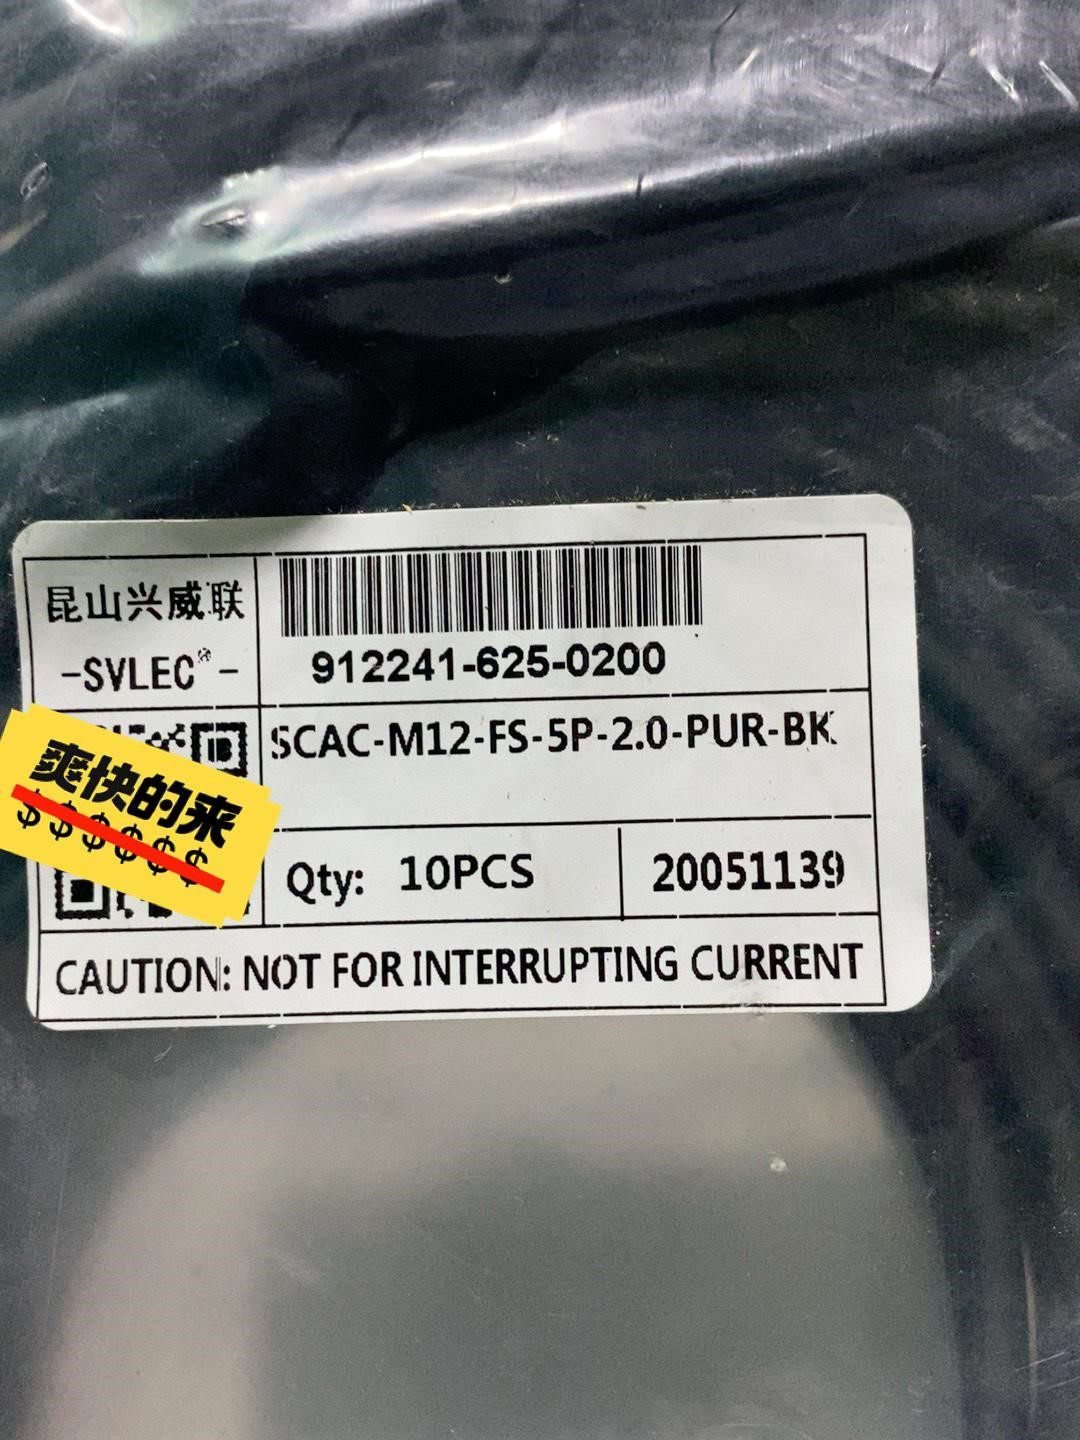 昆山兴威联
-SVLEC®-
912241-625-0200
SCAC-M12-FS-5P-2.0-PUR-BK
爽快的来
$$$$$$
Qty: 10PCS
20051139
CAUTION: NOT FOR INTERRUPTING CURRENT